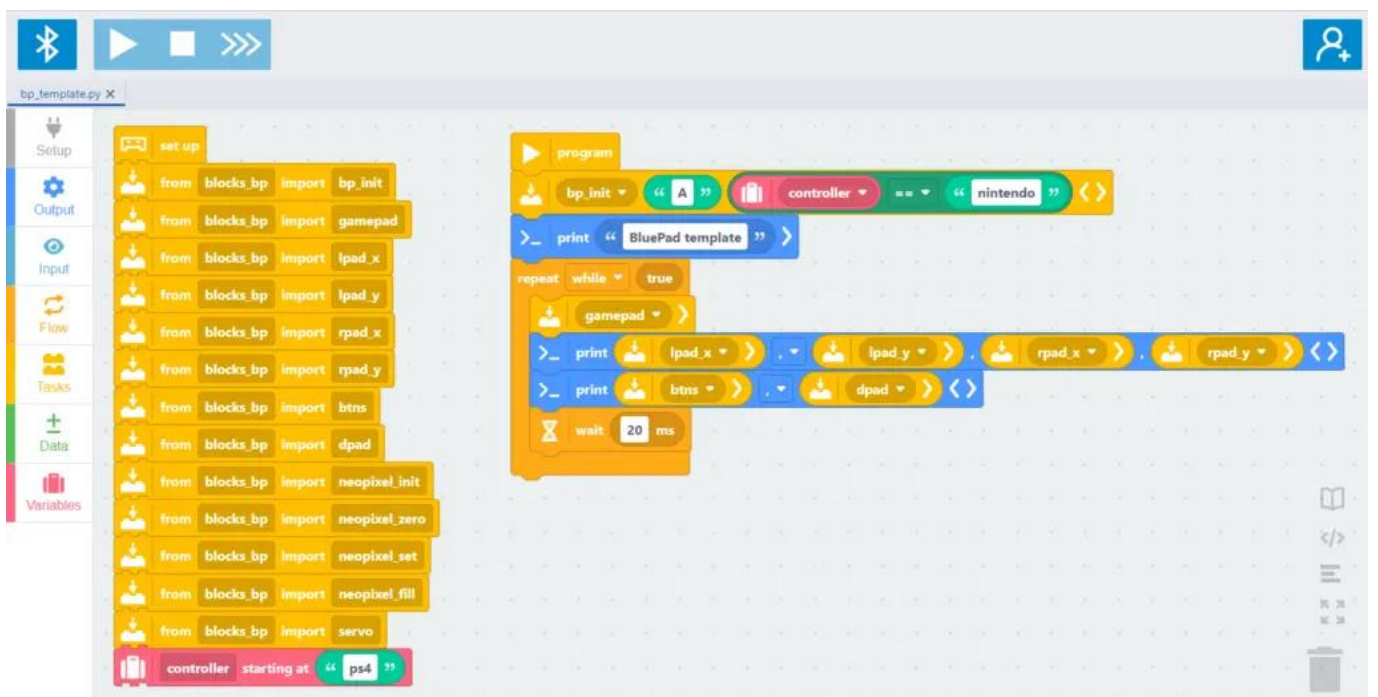 bp_template.py X
Setup
Output
Input
Flow
Tasks
Data
Variables
set up
from blocks_bp import bp_init
from blocks_bp import gamepad
from blocks_bp import lpad_x
from blocks_bp import lpad_y
from blocks_bp import rpad_x
from blocks_bp import rpad_y
from blocks_bp import btns
from blocks_bp import dpad
from blocks_bp import neopixel_init
from blocks_bp import neopixel_zero
from blocks_bp import neopixel_set
from blocks_bp import neopixel_fill
from blocks_bp import servo
controller starting at “ ps4 ”
program
bp_init “ A ” controller == “ nintendo ”
>_ print “ BluePad template ”
repeat while true
gamepad
>_ print lpad_x , lpad_y , rpad_x , rpad_y
>_ print btns , dpad
wait 20 ms